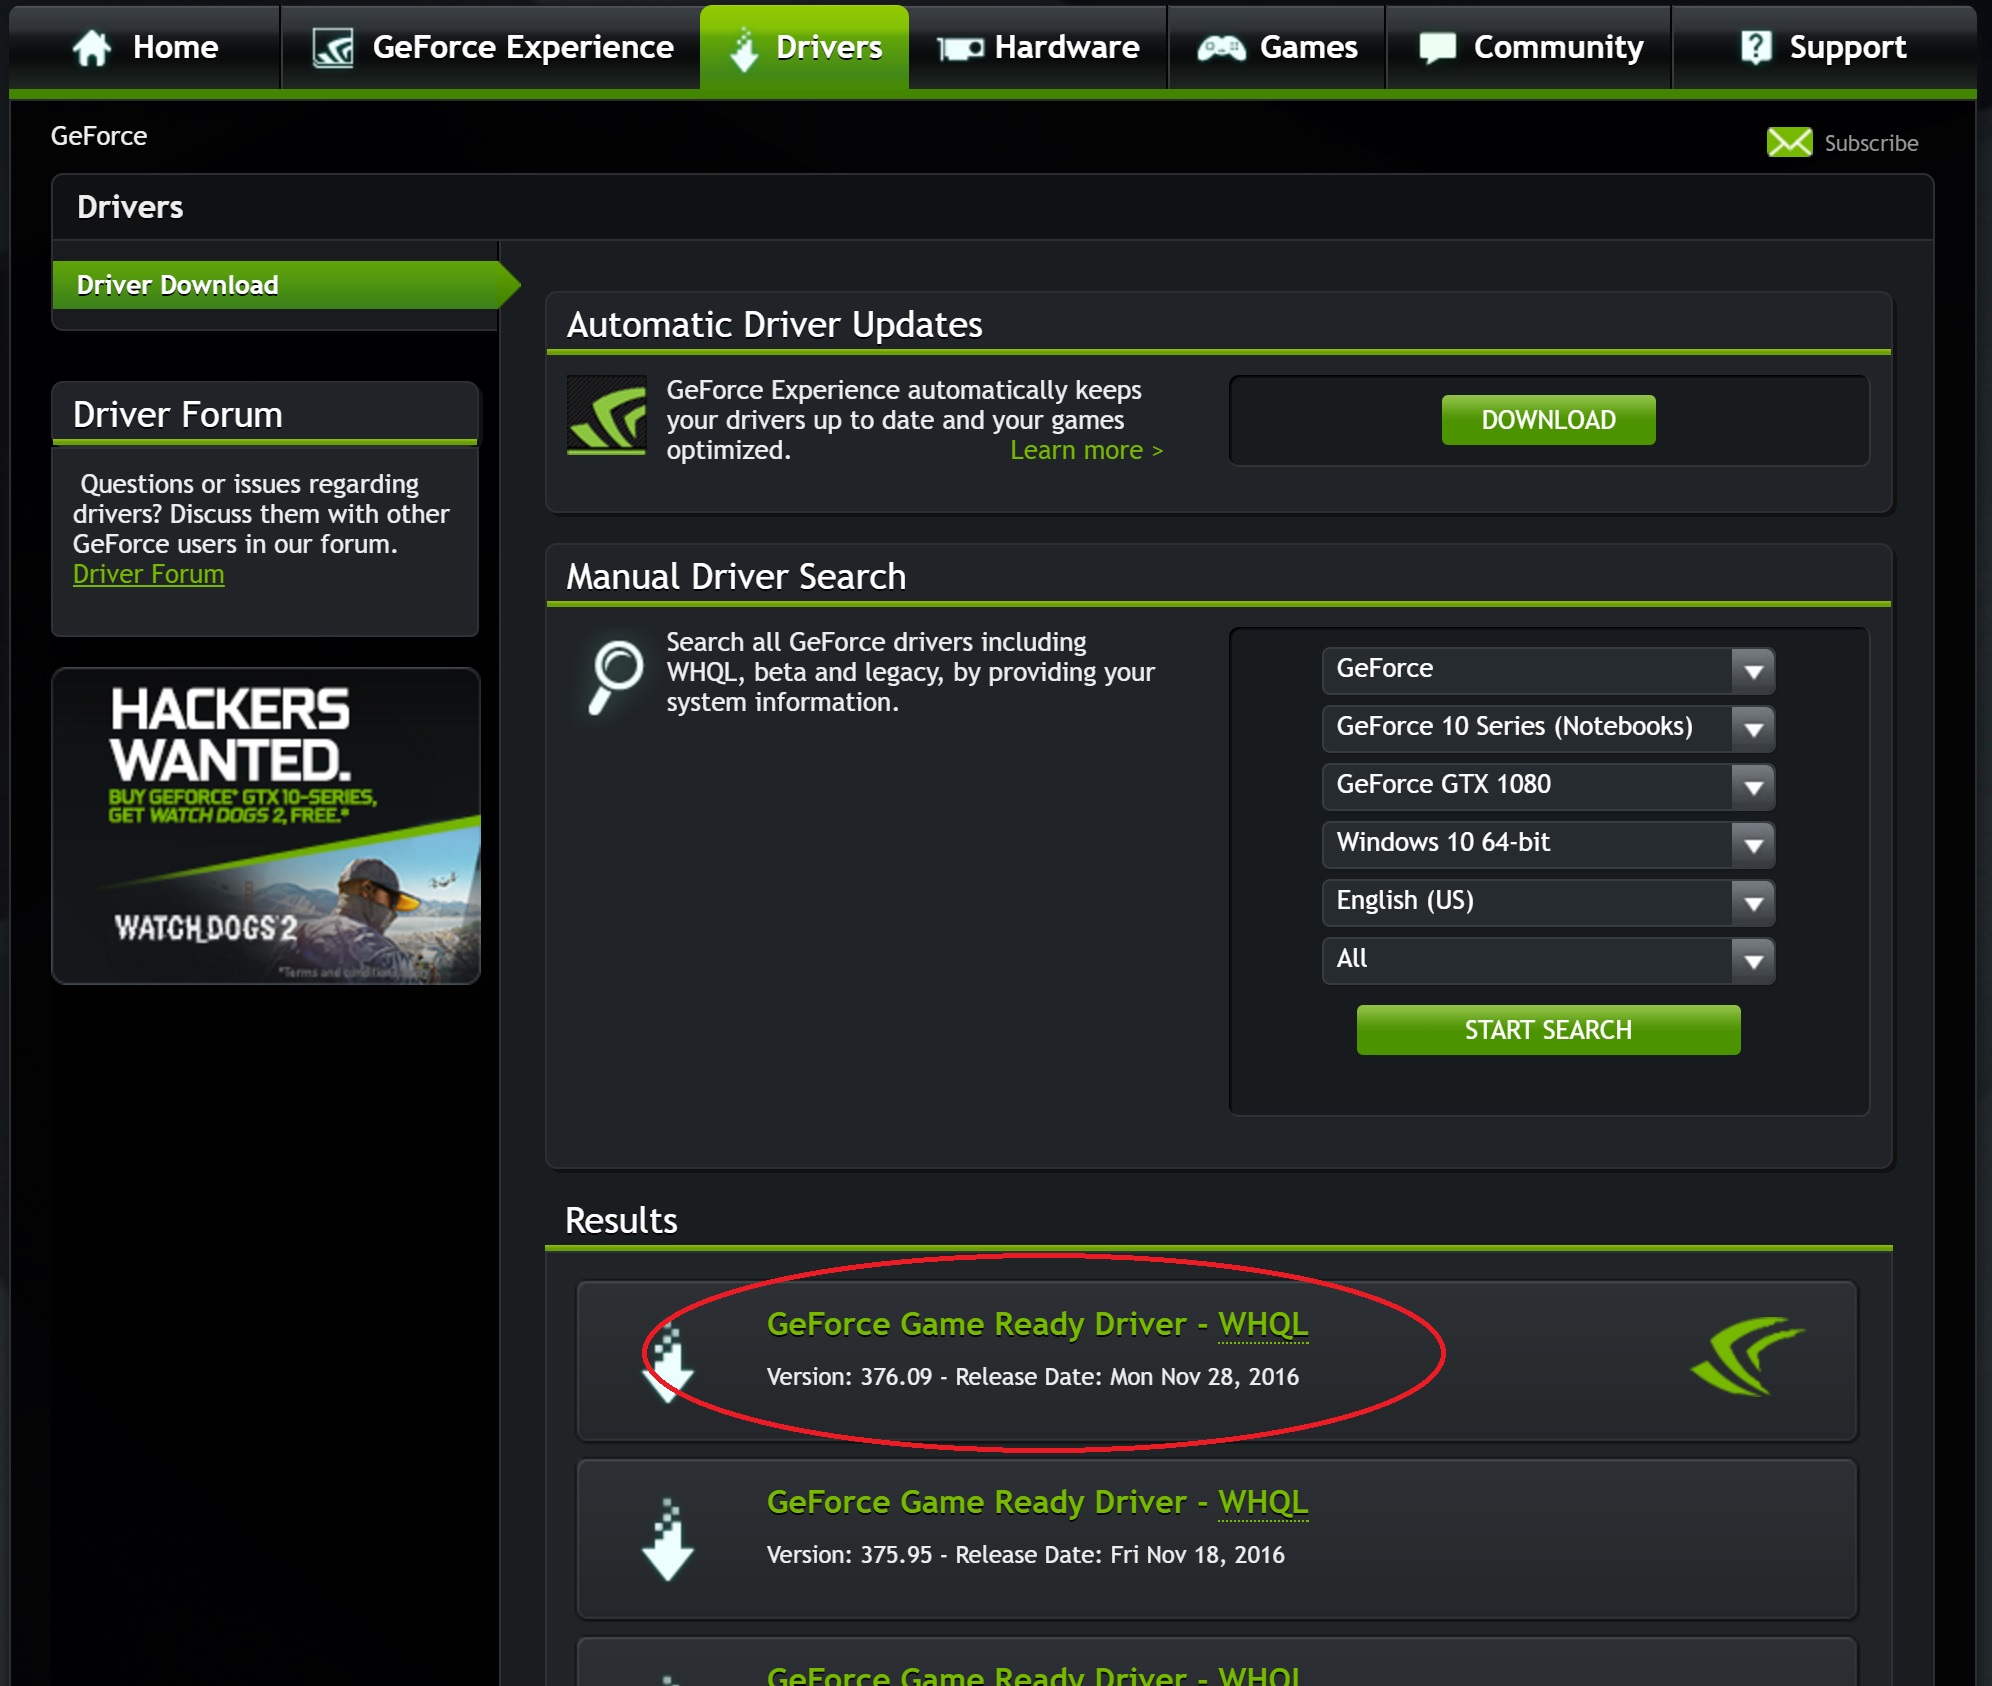 Home
GeForce Experience
Drivers
Hardware
Games
Community
Support
GeForce
Subscribe
Drivers
Driver Download
Driver Forum
Questions or issues regarding
drivers? Discuss them with other
GeForce users in our forum.
Driver Forum
HACKERS
WANTED.
BUY GEFORCE® GTX 10-SERIES,
GET WATCH DOGS 2, FREE.*
WATCH_DOGS® 2
*Terms and conditions
Automatic Driver Updates
GeForce Experience automatically keeps
your drivers up to date and your games
optimized.
Learn more >
DOWNLOAD
Manual Driver Search
Search all GeForce drivers including
WHQL, beta and legacy, by providing your
system information.
GeForce
GeForce 10 Series (Notebooks)
GeForce GTX 1080
Windows 10 64-bit
English (US)
All
START SEARCH
Results
GeForce Game Ready Driver - WHQL
Version: 376.09 - Release Date: Mon Nov 28, 2016
GeForce Game Ready Driver - WHQL
Version: 375.95 - Release Date: Fri Nov 18, 2016
GeForce Game Ready Driver - WHQL